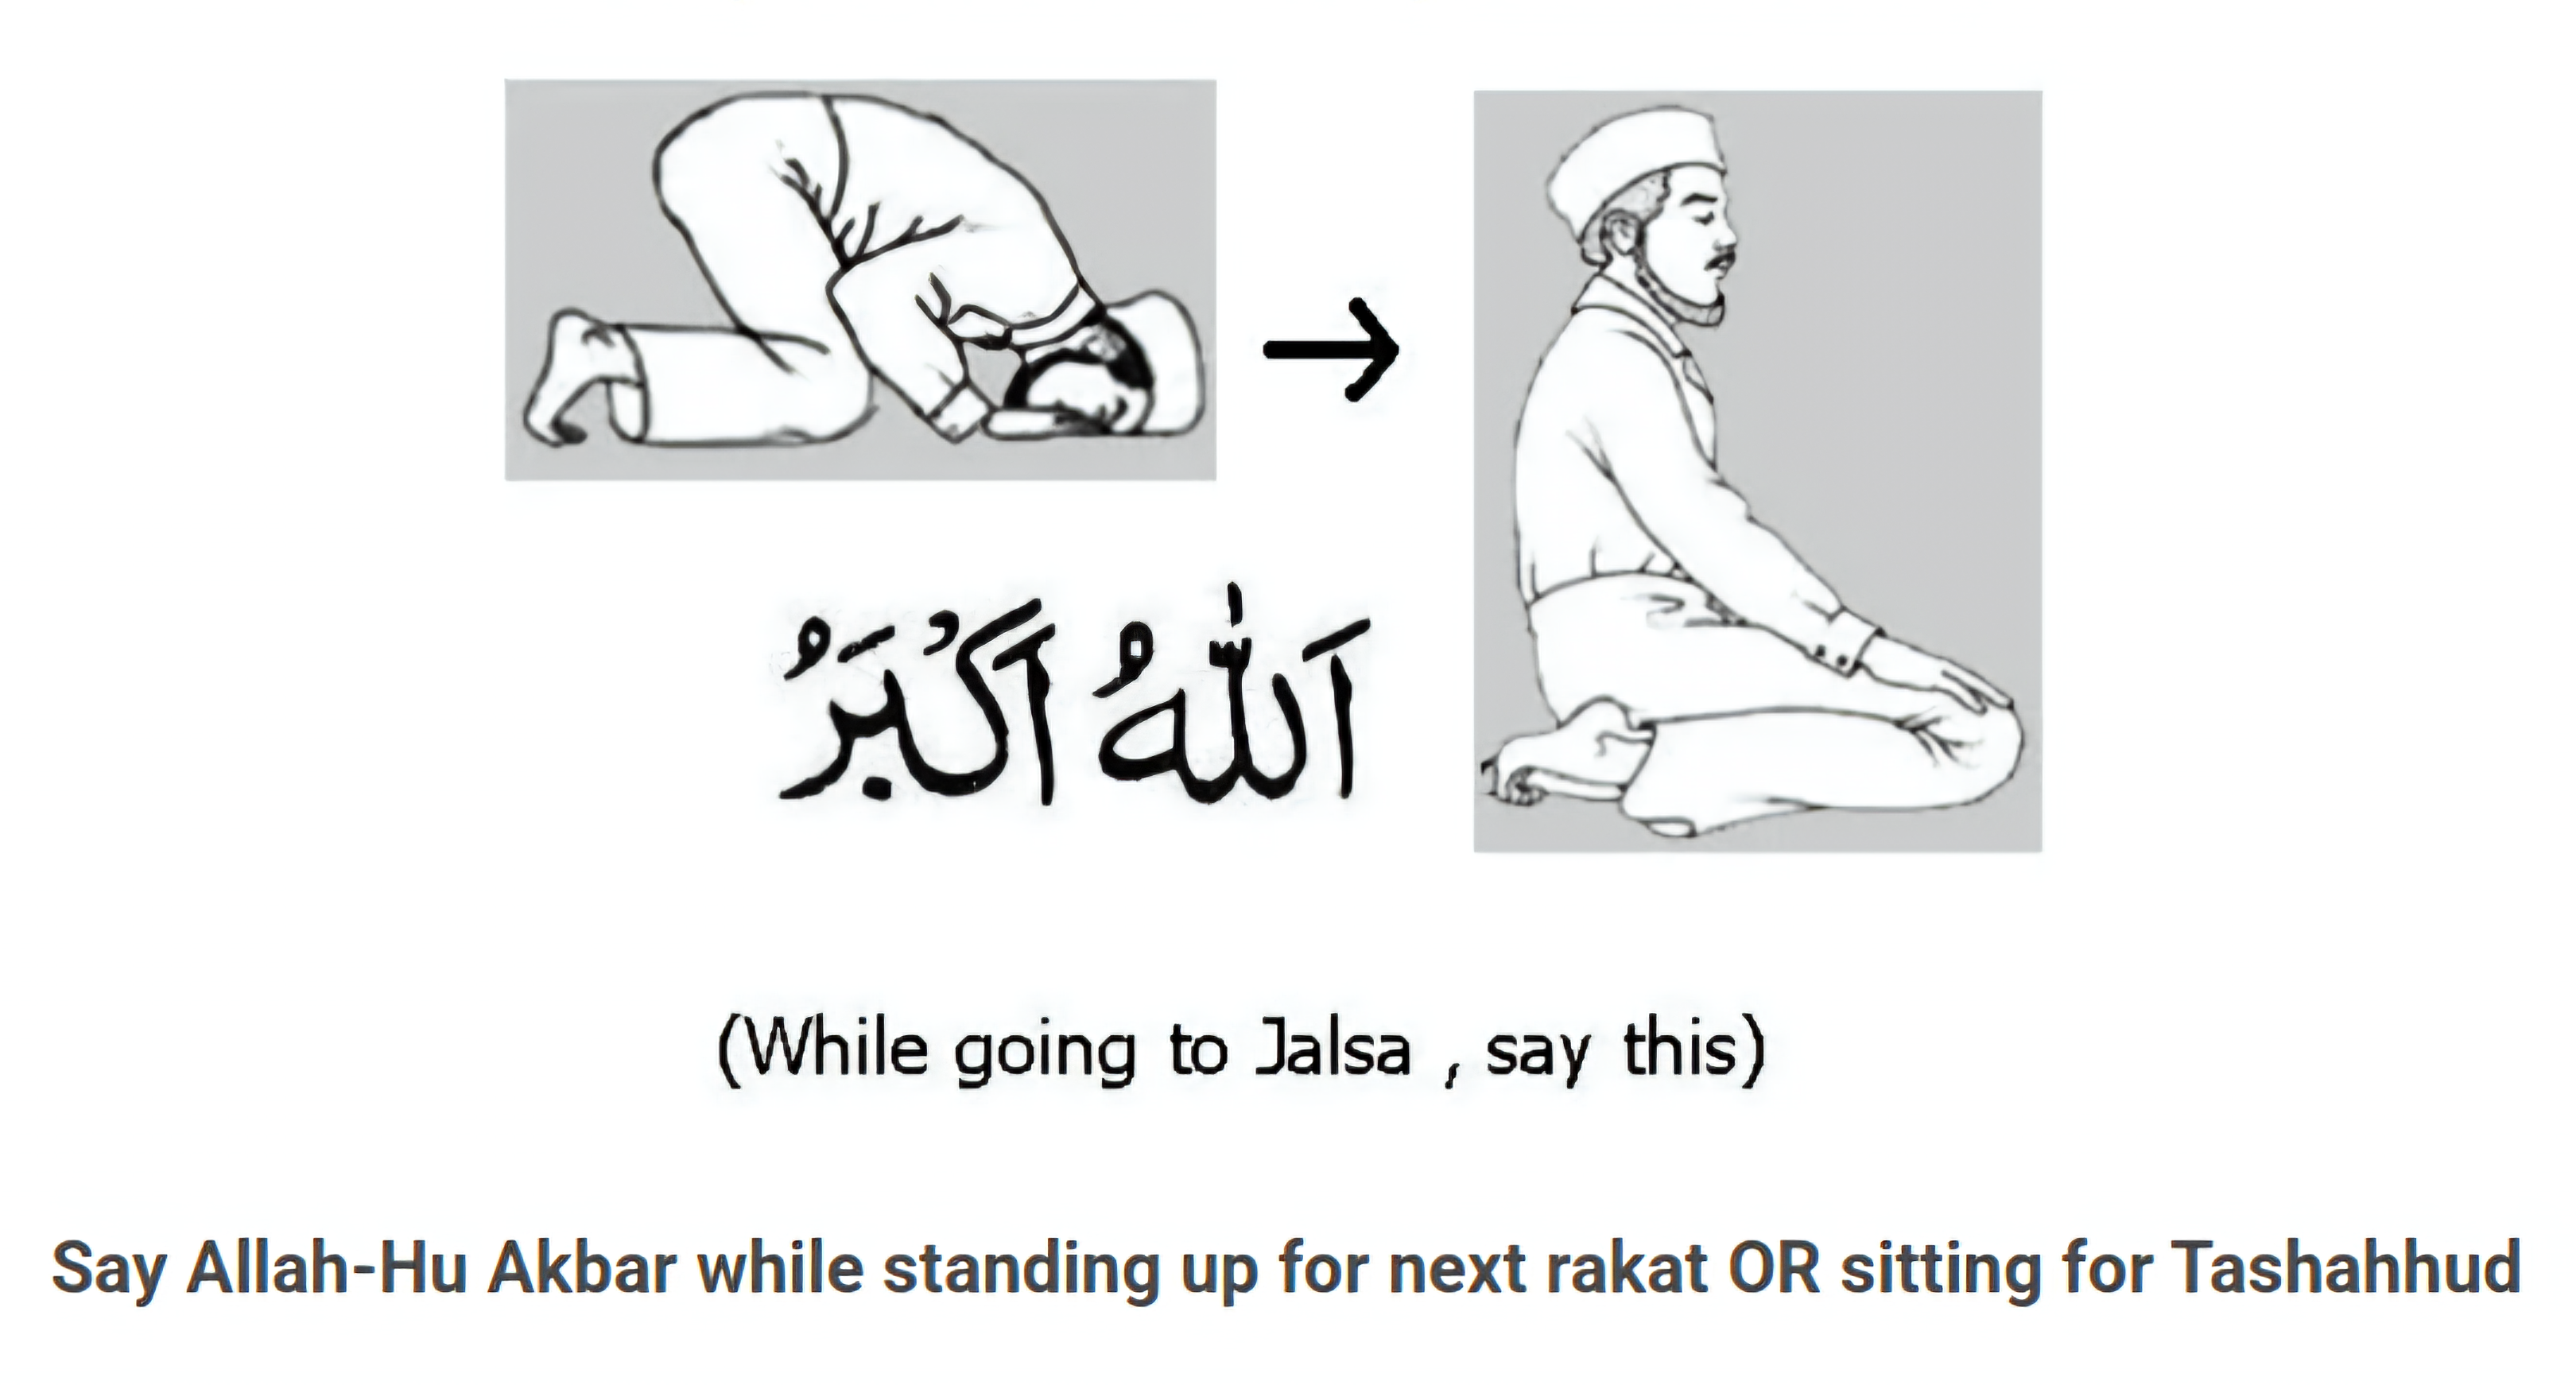 اَللّٰهُ اَكْبَرُ
(While going to Jalsa , say this)
Say Allah-Hu Akbar while standing up for next rakat OR sitting for Tashahhud